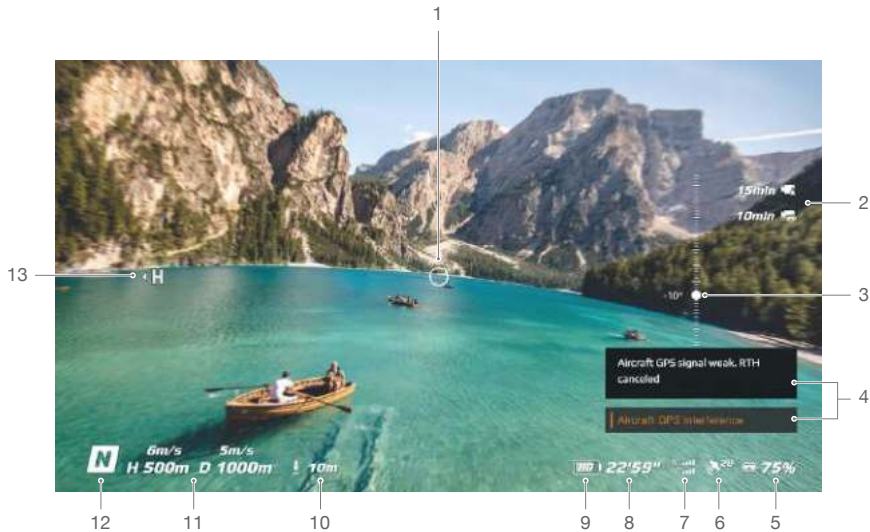 1
15min
2
10min
13
H
-10°
3
Aircraft GPS signal weak. RTH
canceled
4
Aircraft GPS interference
6m/s 5m/s
N H 500m D 1000m 10m 22'59" 20 75%
12 11 10 9 8 7 6 5